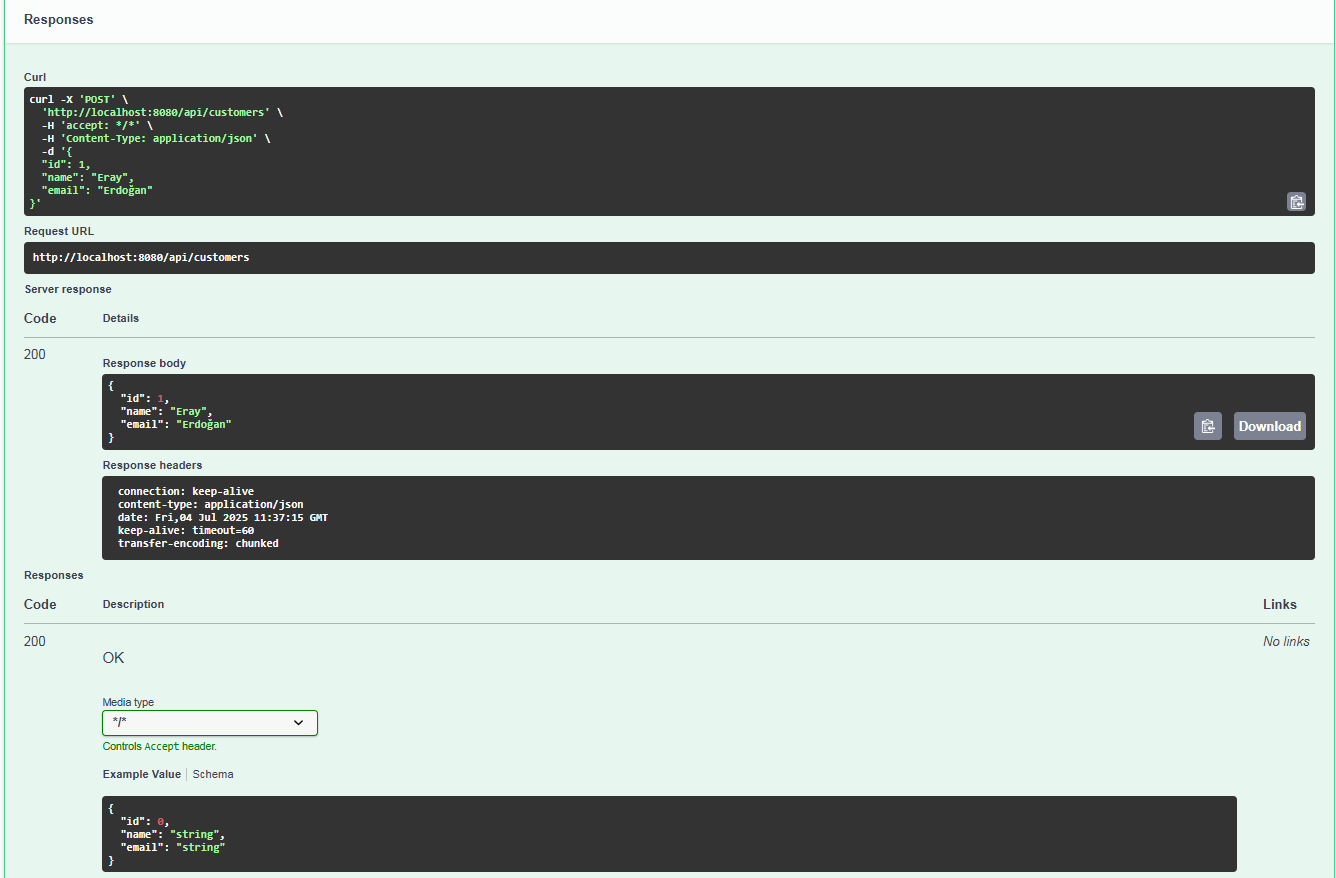 Responses
Curl
curl -X 'POST' \
  'http://localhost:8080/api/customers' \
  -H 'accept: */*' \
  -H 'Content-Type: application/json' \
  -d '{
  "id": 1,
  "name": "Eray",
  "email": "Erdoğan"
}'
Request URL
http://localhost:8080/api/customers
Server response
Code Details
200
Response body
{
  "id": 1,
  "name": "Eray",
  "email": "Erdoğan"
}
Download
Response headers
connection: keep-alive
content-type: application/json
date: Fri,04 Jul 2025 11:37:15 GMT
keep-alive: timeout=60
transfer-encoding: chunked
Responses
Code Description Links
200 No links
OK
Media type
*/*
Controls Accept header.
Example Value Schema
{
  "id": 0,
  "name": "string",
  "email": "string"
}